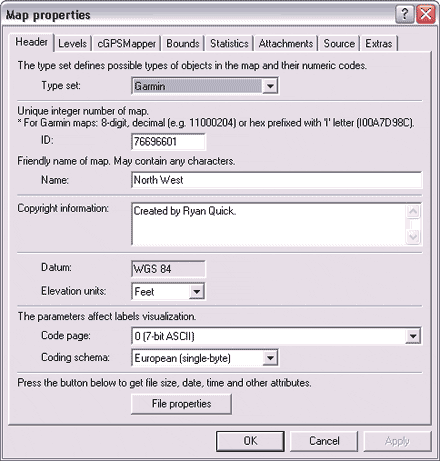 Map properties
Header Levels cGPSMapper Bounds Statistics Attachments Source Extras
The type set defines possible types of objects in the map and their numeric codes.
Type set: Garmin
Unique integer number of map.
* For Garmin maps: 8-digit, decimal (e.g. 11000204) or hex prefixed with 'I' letter (I00A7D98C).
ID: 76696601
Friendly name of map. May contain any characters.
Name: North West
Copyright information: Created by Ryan Quick.
Datum: WGS 84
Elevation units: Feet
The parameters affect labels visualization.
Code page: 0 (7-bit ASCII)
Coding schema: European (single-byte)
Press the button below to get file size, date, time and other attributes.
File properties
OK Cancel Apply